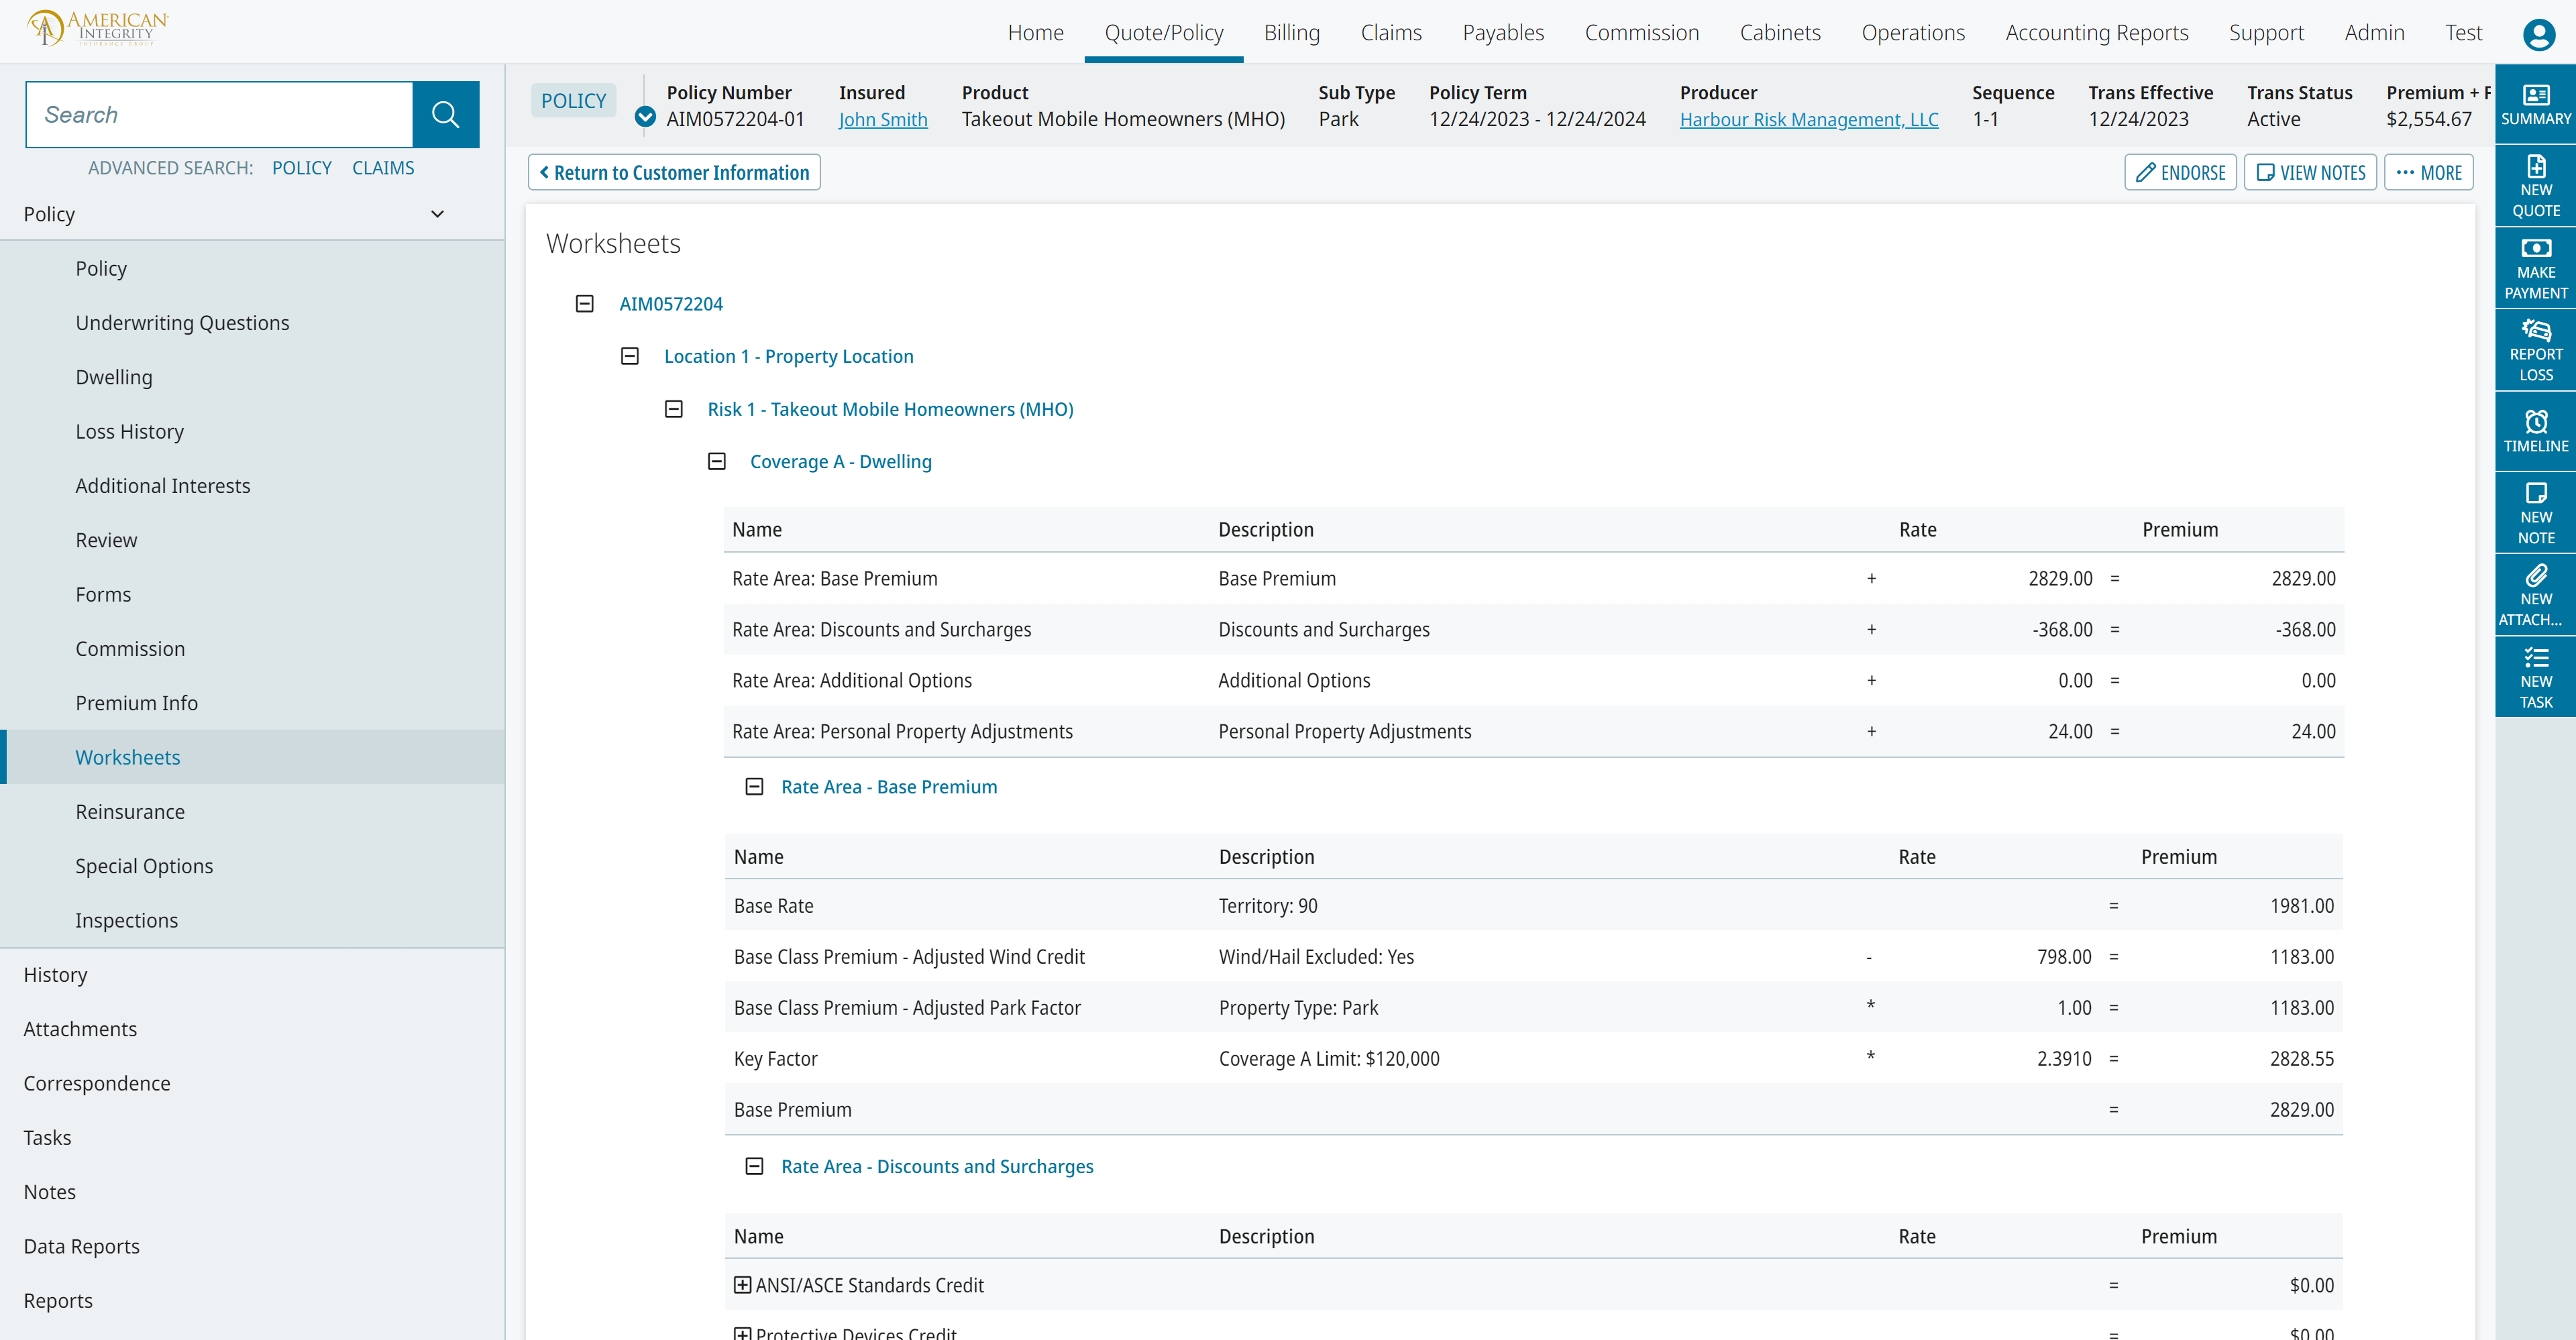 AMERICAN
INTEGRITY
INSURANCE GROUP
Home Quote/Policy Billing Claims Payables Commission Cabinets Operations Accounting Reports Support Admin Test
Search
ADVANCED SEARCH: POLICY CLAIMS
Policy
Policy
Underwriting Questions
Dwelling
Loss History
Additional Interests
Review
Forms
Commission
Premium Info
Worksheets
Reinsurance
Special Options
Inspections
History
Attachments
Correspondence
Tasks
Notes
Data Reports
Reports
POLICY
Policy Number Insured Product Sub Type Policy Term Producer Sequence Trans Effective Trans Status Premium + F
AIM0572204-01 John Smith Takeout Mobile Homeowners (MHO) Park 12/24/2023 - 12/24/2024 Harbour Risk Management, LLC 1-1 12/24/2023 Active $2,554.67
Return to Customer Information
ENDORSE VIEW NOTES ··· MORE
Worksheets
AIM0572204
Location 1 - Property Location
Risk 1 - Takeout Mobile Homeowners (MHO)
Coverage A - Dwelling
Name Description Rate Premium
Rate Area: Base Premium Base Premium + 2829.00 = 2829.00
Rate Area: Discounts and Surcharges Discounts and Surcharges + -368.00 = -368.00
Rate Area: Additional Options Additional Options + 0.00 = 0.00
Rate Area: Personal Property Adjustments Personal Property Adjustments + 24.00 = 24.00
Rate Area - Base Premium
Name Description Rate Premium
Base Rate Territory: 90 = 1981.00
Base Class Premium - Adjusted Wind Credit Wind/Hail Excluded: Yes - 798.00 = 1183.00
Base Class Premium - Adjusted Park Factor Property Type: Park * 1.00 = 1183.00
Key Factor Coverage A Limit: $120,000 * 2.3910 = 2828.55
Base Premium = 2829.00
Rate Area - Discounts and Surcharges
Name Description Rate Premium
ANSI/ASCE Standards Credit = $0.00
Protective Devices Credit = $0.00
SUMMARY
NEW
QUOTE
MAKE
PAYMENT
REPORT
LOSS
TIMELINE
NEW
NOTE
NEW
ATTACH...
NEW
TASK